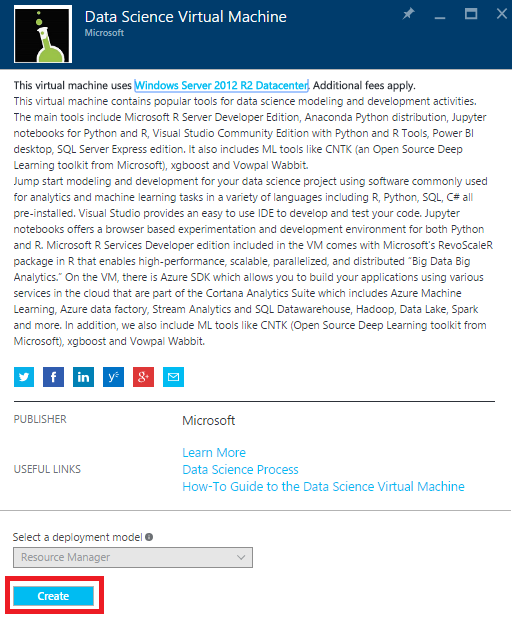 Data Science Virtual Machine
Microsoft
This virtual machine uses Windows Server 2012 R2 Datacenter. Additional fees apply.
This virtual machine contains popular tools for data science modeling and development activities.
The main tools include Microsoft R Server Developer Edition, Anaconda Python distribution, Jupyter
notebooks for Python and R, Visual Studio Community Edition with Python and R Tools, Power BI
desktop, SQL Server Express edition. It also includes ML tools like CNTK (an Open Source Deep
Learning toolkit from Microsoft), xgboost and Vowpal Wabbit.
Jump start modeling and development for your data science project using software commonly used
for analytics and machine learning tasks in a variety of languages including R, Python, SQL, C# all
pre-installed. Visual Studio provides an easy to use IDE to develop and test your code. Jupyter
notebooks offers a browser based experimentation and development environment for both Python
and R. Microsoft R Services Developer edition included in the VM comes with Microsoft's RevoScaleR
package in R that enables high-performance, scalable, parallelized, and distributed "Big Data Big
Analytics." On the VM, there is Azure SDK which allows you to build your applications using various
services in the cloud that are part of the Cortana Analytics Suite which includes Azure Machine
Learning, Azure data factory, Stream Analytics and SQL Datawarehouse, Hadoop, Data Lake, Spark
and more. In addition, we also include ML tools like CNTK (Open Source Deep Learning toolkit from
Microsoft), xgboost and Vowpal Wabbit.
PUBLISHER Microsoft
Learn More
USEFUL LINKS Data Science Process
How-To Guide to the Data Science Virtual Machine
Select a deployment model
Resource Manager
Create